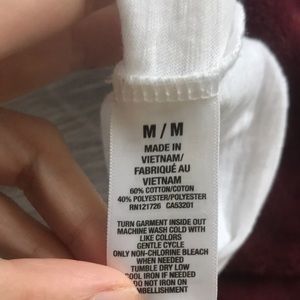 M / M
MADE IN
VIETNAM/
FABRIQUÉ AU
VIETNAM
60% COTTON/COTON
40% POLYESTER/POLYESTER
RN121726 CA53201
TURN GARMENT INSIDE OUT
MACHINE WASH COLD WITH
LIKE COLORS
GENTLE CYCLE
ONLY NON-CHLORINE BLEACH
WHEN NEEDED
TUMBLE DRY LOW
COOL IRON IF NEEDED
DO NOT IRON ON
EMBELLISHMENT